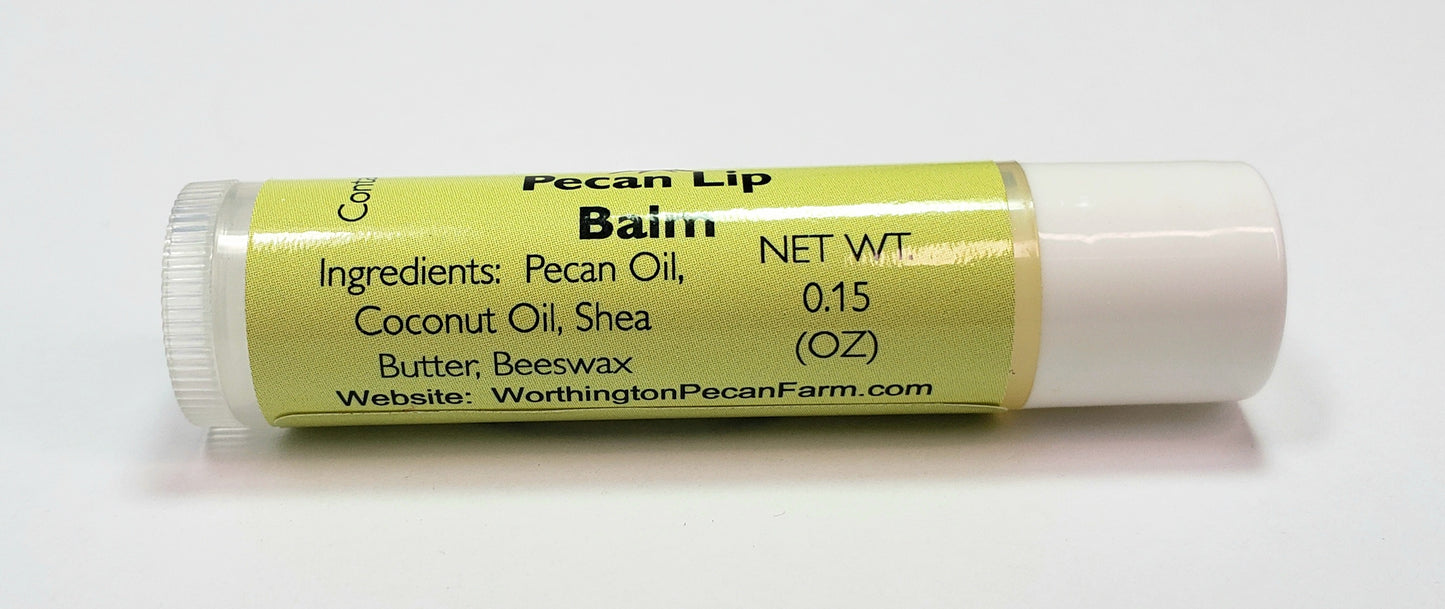 Pecan Lip
Balm
Ingredients: Pecan Oil,
Coconut Oil, Shea
Butter, Beeswax
NET WT.
0.15
(OZ)
Website: WorthingtonPecanFarm.com